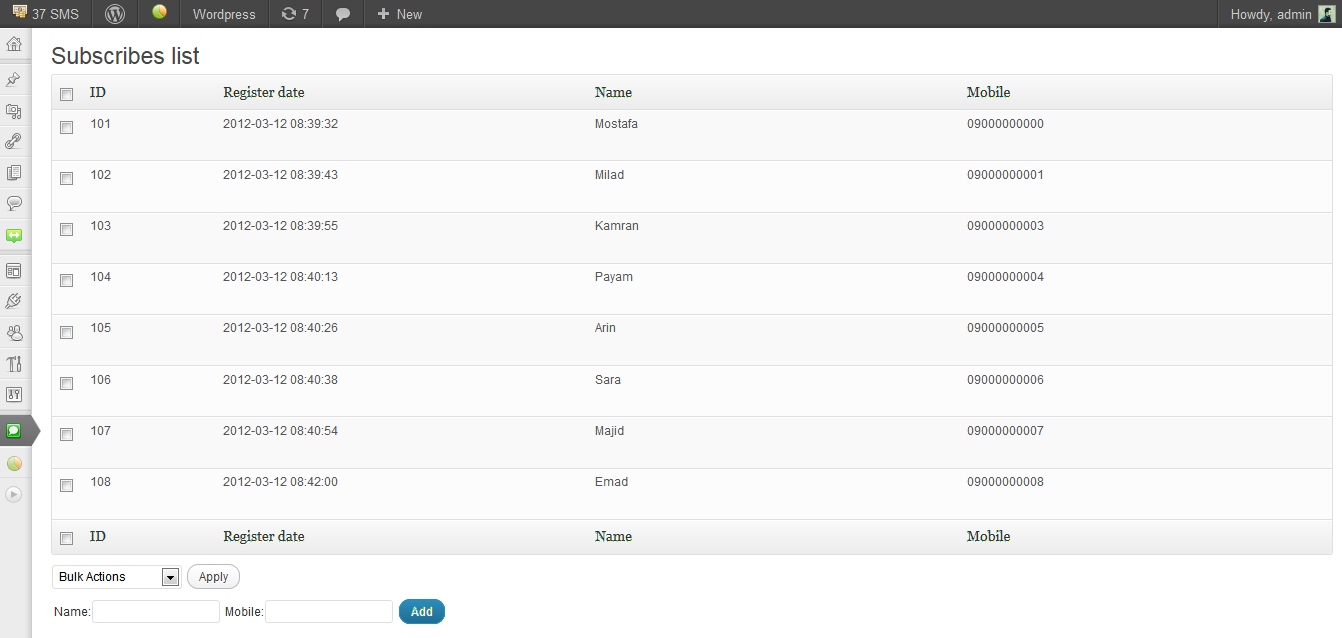 37 SMS Wordpress 7 New Howdy, admin
Subscribes list
ID Register date Name Mobile
101 2012-03-12 08:39:32 Mostafa 09000000000
102 2012-03-12 08:39:43 Milad 09000000001
103 2012-03-12 08:39:55 Kamran 09000000003
104 2012-03-12 08:40:13 Payam 09000000004
105 2012-03-12 08:40:26 Arin 09000000005
106 2012-03-12 08:40:38 Sara 09000000006
107 2012-03-12 08:40:54 Majid 09000000007
108 2012-03-12 08:42:00 Emad 09000000008
ID Register date Name Mobile
Bulk Actions Apply
Name: Mobile: Add